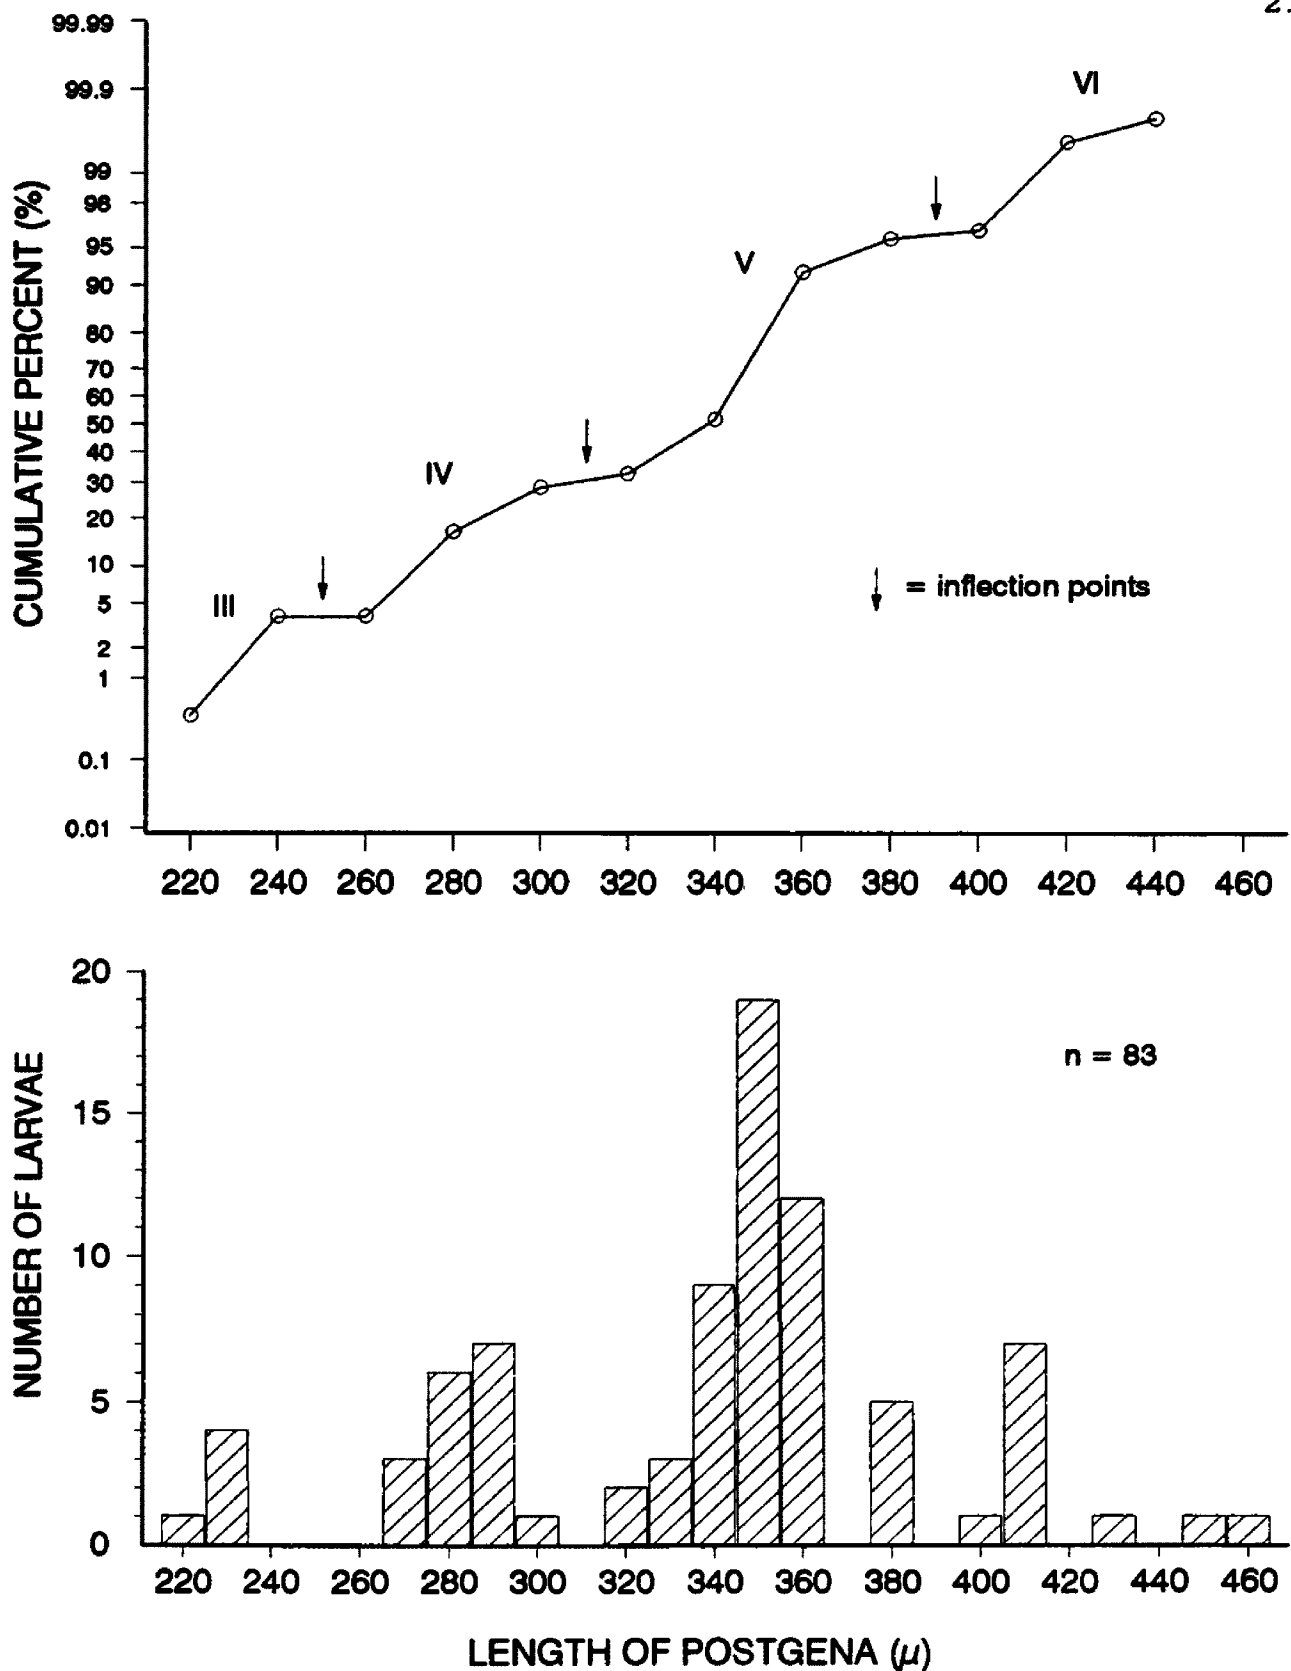 2.
99.99
99.9
99
98
95
90
80
70
60
50
40
30
20
10
5
2
1
0.1
0.01
CUMULATIVE PERCENT (%)
III
IV
V
VI
= inflection points
220 240 260 280 300 320 340 360 380 400 420 440 460
20
15
10
5
0
NUMBER OF LARVAE
n = 83
220 240 260 280 300 320 340 360 380 400 420 440 460
LENGTH OF POSTGENA (μ)